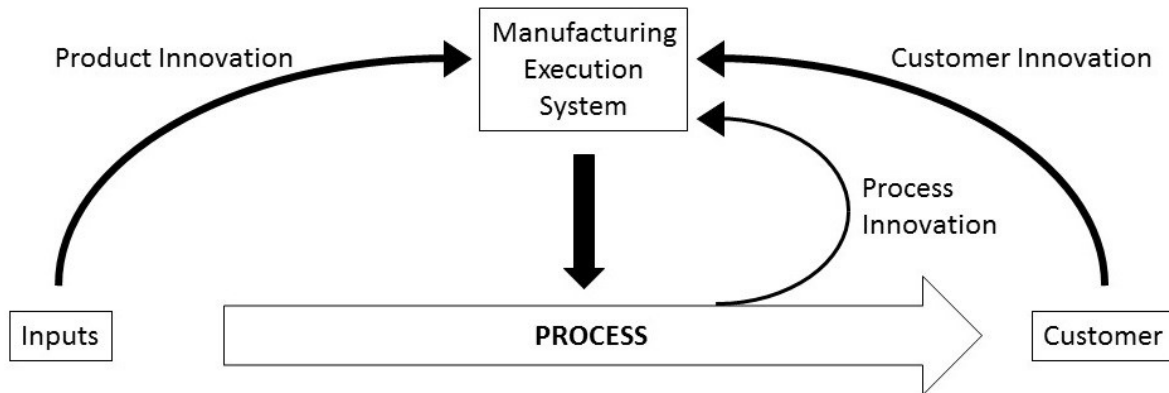 Product Innovation
Manufacturing
Execution
System
Customer Innovation
Process
Innovation
Inputs
PROCESS
Customer